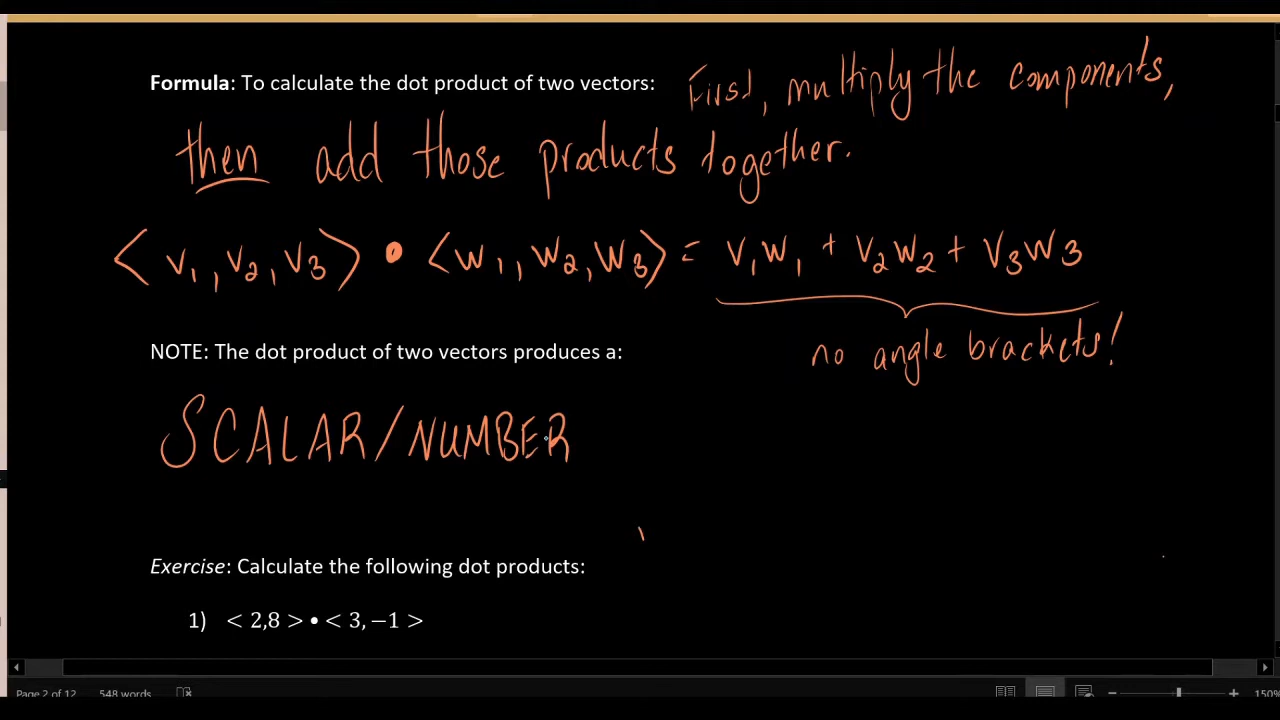 Formula: To calculate the dot product of two vectors: First, multiply the components,
then add those products together.
< v₁, v₂, v₃ > • < w₁, w₂, w₃ > = v₁w₁ + v₂w₂ + v₃w₃
no angle brackets!
NOTE: The dot product of two vectors produces a:
SCALAR/NUMBER
Exercise: Calculate the following dot products:
1) < 2,8 > • < 3, −1 >
Page 2 of 12 548 words 150%